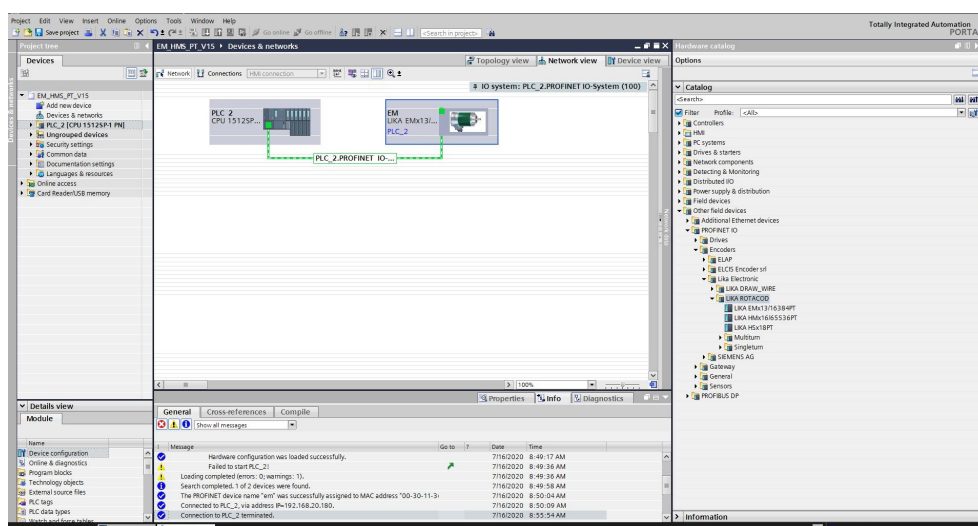 Project Edit View Insert Online Options Tools Window Help
Totally Integrated Automation
PORTA
Save project
Go online Go offline
<Search in project>
Project tree
EM_HMS_PT_V15 Devices & networks
Hardware catalog
Devices
Topology view Network view Device view
Options
Network Connections HMI connection
IO system: PLC_2.PROFINET IO-System (100)
Catalog
<Search>
Filter Profile: <All>
EM_HMS_PT_V15
Add new device
Devices & networks
PLC_2 [CPU 1512SP-1 PN]
Ungrouped devices
Security settings
Common data
Documentation settings
Languages & resources
Online access
Card Reader/USB memory
PLC_2
CPU 1512SP...
EM
LIKA EMx13/...
PLC_2
PLC_2.PROFINET IO-...
Controllers
HMI
PC systems
Drives & starters
Network components
Detecting & Monitoring
Distributed I/O
Power supply & distribution
Field devices
Other field devices
Additional Ethernet devices
PROFINET IO
Drives
Encoders
ELAP
ELCIS Encoder srl
Lika Electronic
LIKA DRAW_WIRE
LIKA ROTACOD
LIKA EMx13/16384PT
LIKA HMx16/65536PT
LIKA HSx18PT
Multiturn
Singleturn
SIEMENS AG
Gateway
General
Sensors
PROFIBUS DP
Devices & networks
Network data
100%
Properties Info Diagnostics
Details view
Module
Name
Device configuration
Online & diagnostics
Program blocks
Technology objects
External source files
PLC tags
PLC data types
Watch and force tables
General Cross-references Compile
Show all messages
! Message Go to ? Date Time
Hardware configuration was loaded successfully. 7/16/2020 8:49:17 AM
Failed to start PLC_2! 7/16/2020 8:49:36 AM
Loading completed (errors: 0; warnings: 1). 7/16/2020 8:49:36 AM
Search completed. 1 of 2 devices were found. 7/16/2020 8:49:58 AM
The PROFINET device name "em" was successfully assigned to MAC address "00-30-11-3 7/16/2020 8:50:04 AM
Connected to PLC_2, via address IP=192.168.20.180. 7/16/2020 8:50:09 AM
Connection to PLC_2 terminated. 7/16/2020 8:55:54 AM
Information